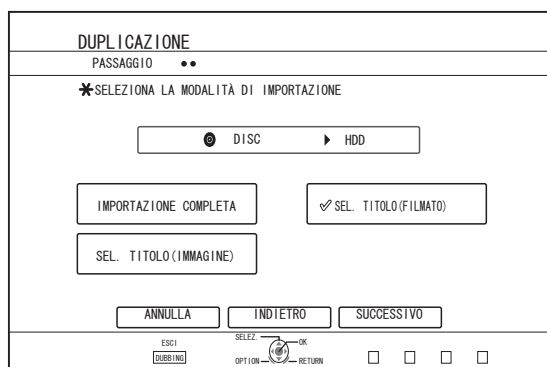 DUPLICAZIONE
PASSAGGIO
SELEZIONA LA MODALITÀ DI IMPORTAZIONE
DISC HDD
IMPORTAZIONE COMPLETA SEL. TITOLO(FILMATO)
SEL. TITOLO(IMMAGINE)
ANNULLA INDIETRO SUCCESSIVO
ESCI SELEZ. OK
DUBBING OPTION RETURN